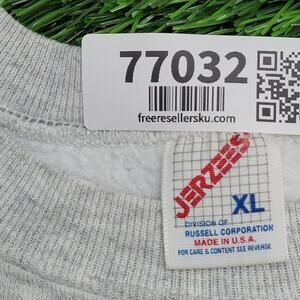 77032
freeresellersku.com
JERZEES
XL
DIVISION OF
RUSSELL CORPORATION
MADE IN U.S.A.
FOR CARE & CONTENT SEE REVERSE